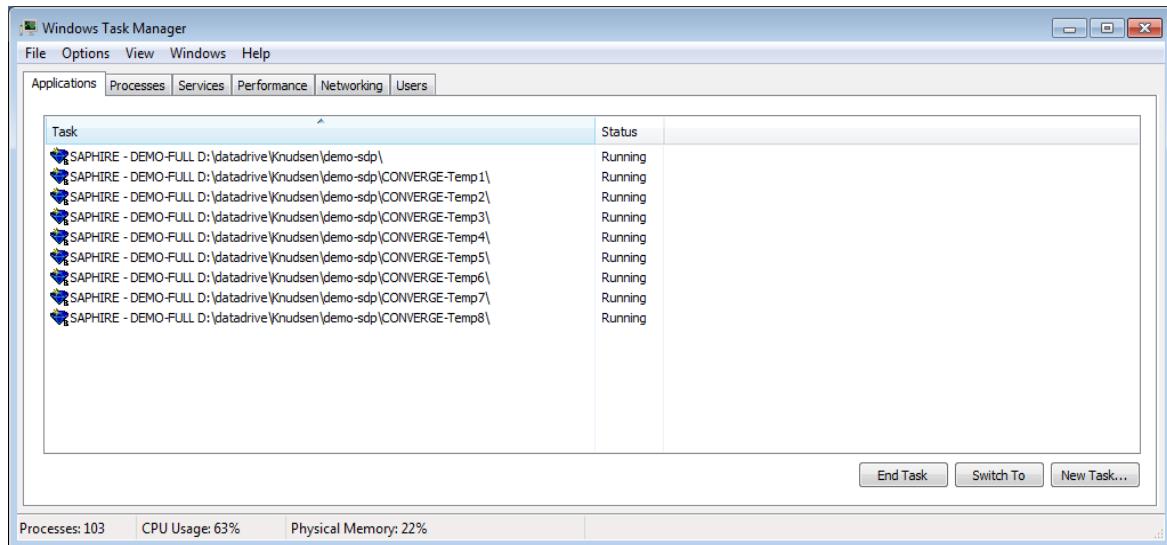 Windows Task Manager
File Options View Windows Help
Applications Processes Services Performance Networking Users
Task Status
SAPHIRE - DEMO-FULL D:\datadrive\Knudsen\demo-sdp\ Running
SAPHIRE - DEMO-FULL D:\datadrive\Knudsen\demo-sdp\CONVERGE-Temp1\ Running
SAPHIRE - DEMO-FULL D:\datadrive\Knudsen\demo-sdp\CONVERGE-Temp2\ Running
SAPHIRE - DEMO-FULL D:\datadrive\Knudsen\demo-sdp\CONVERGE-Temp3\ Running
SAPHIRE - DEMO-FULL D:\datadrive\Knudsen\demo-sdp\CONVERGE-Temp4\ Running
SAPHIRE - DEMO-FULL D:\datadrive\Knudsen\demo-sdp\CONVERGE-Temp5\ Running
SAPHIRE - DEMO-FULL D:\datadrive\Knudsen\demo-sdp\CONVERGE-Temp6\ Running
SAPHIRE - DEMO-FULL D:\datadrive\Knudsen\demo-sdp\CONVERGE-Temp7\ Running
SAPHIRE - DEMO-FULL D:\datadrive\Knudsen\demo-sdp\CONVERGE-Temp8\ Running
End Task Switch To New Task...
Processes: 103 CPU Usage: 63% Physical Memory: 22%